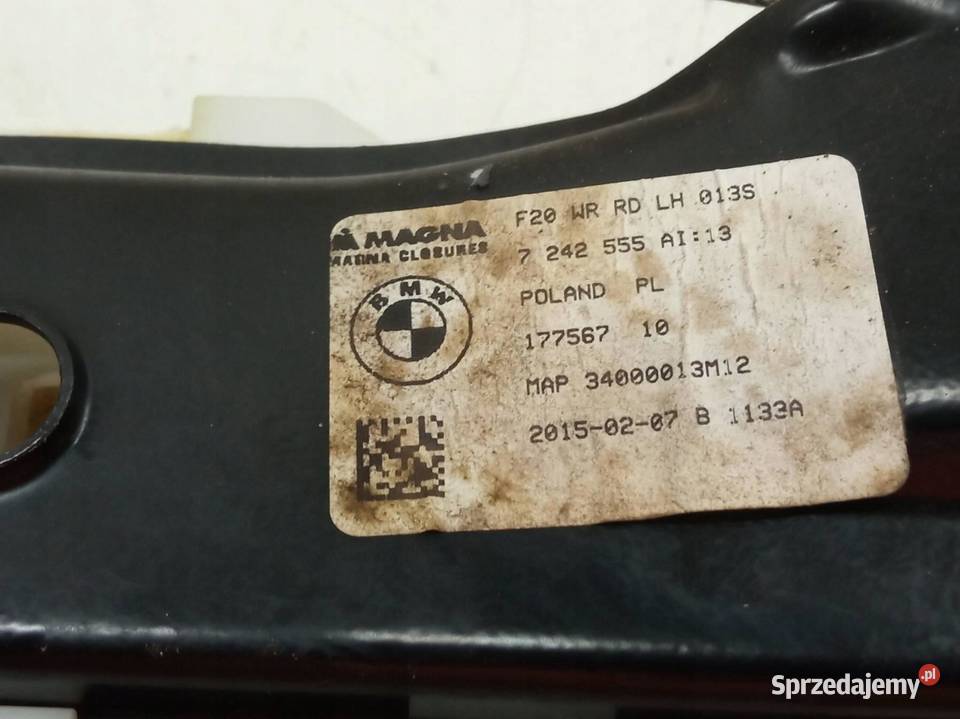 MAGNA
MAGNA CLOSURES
BMW
F20 WR RD LH 013S
7 242 555 AI:13
POLAND PL
177567 10
MAP 34000013M12
2015-02-07 B 1133A
Sprzedajemy.pl